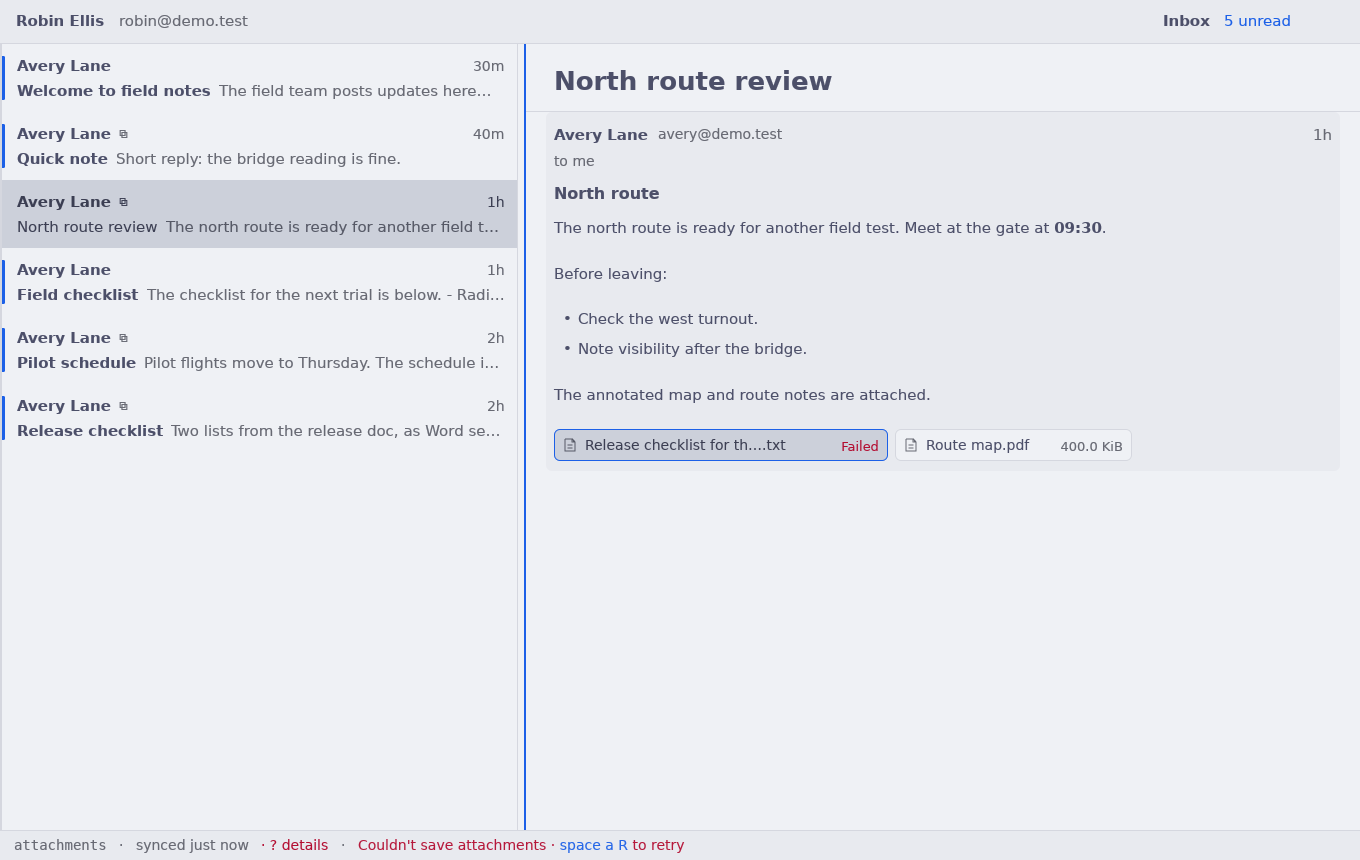 Robin Ellis robin@demo.test
Inbox 5 unread
Avery Lane 30m
Welcome to field notes The field team posts updates here…
Avery Lane 40m
Quick note Short reply: the bridge reading is fine.
Avery Lane 1h
North route review The north route is ready for another field t…
Avery Lane 1h
Field checklist The checklist for the next trial is below. - Radi…
Avery Lane 2h
Pilot schedule Pilot flights move to Thursday. The schedule i…
Avery Lane 2h
Release checklist Two lists from the release doc, as Word se…
North route review
Avery Lane avery@demo.test 1h
to me
North route
The north route is ready for another field test. Meet at the gate at 09:30.
Before leaving:
• Check the west turnout.
• Note visibility after the bridge.
The annotated map and route notes are attached.
Release checklist for th….txt Failed Route map.pdf 400.0 KiB
attachments · synced just now · ? details · Couldn't save attachments · space a R to retry